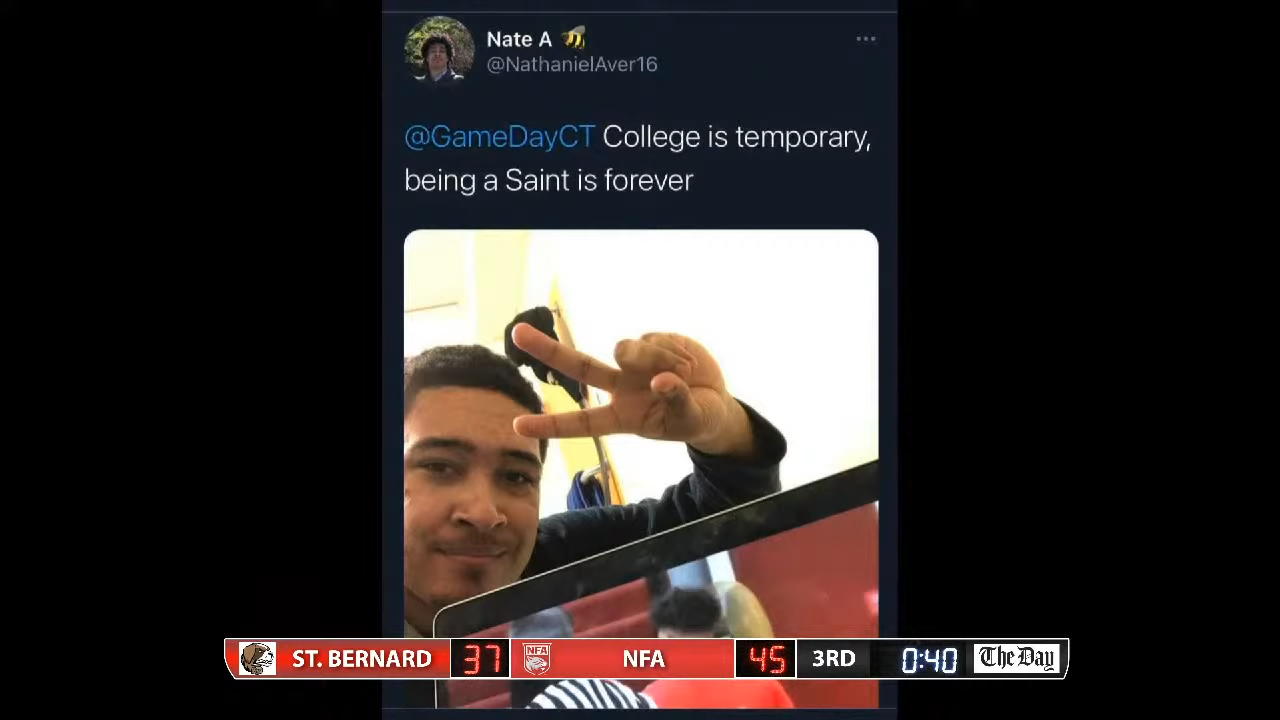 Nate A
@NathanielAver16
@GameDayCT College is temporary,
being a Saint is forever
ST. BERNARD 37 NFA NFA 45 3RD 0:40 The Day